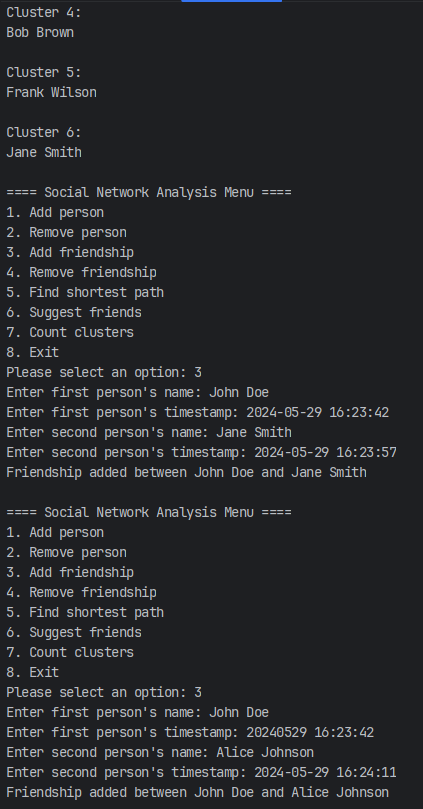 Cluster 4:
Bob Brown
Cluster 5:
Frank Wilson
Cluster 6:
Jane Smith
==== Social Network Analysis Menu ====
1. Add person
2. Remove person
3. Add friendship
4. Remove friendship
5. Find shortest path
6. Suggest friends
7. Count clusters
8. Exit
Please select an option: 3
Enter first person's name: John Doe
Enter first person's timestamp: 2024-05-29 16:23:42
Enter second person's name: Jane Smith
Enter second person's timestamp: 2024-05-29 16:23:57
Friendship added between John Doe and Jane Smith
==== Social Network Analysis Menu ====
1. Add person
2. Remove person
3. Add friendship
4. Remove friendship
5. Find shortest path
6. Suggest friends
7. Count clusters
8. Exit
Please select an option: 3
Enter first person's name: John Doe
Enter first person's timestamp: 20240529 16:23:42
Enter second person's name: Alice Johnson
Enter second person's timestamp: 2024-05-29 16:24:11
Friendship added between John Doe and Alice Johnson